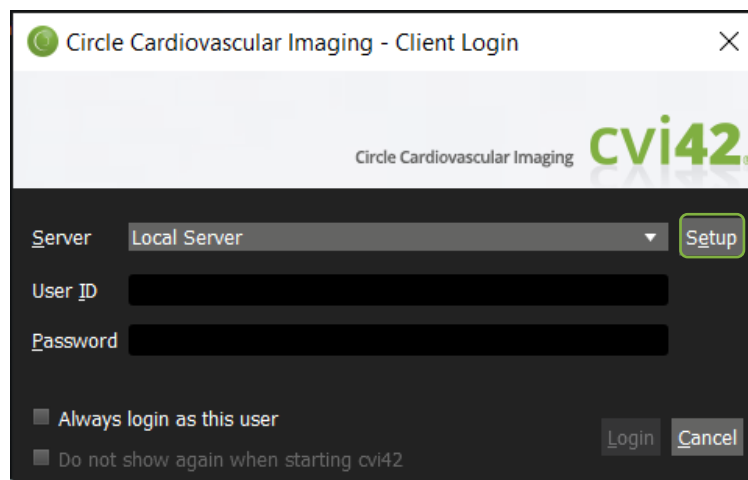 Circle Cardiovascular Imaging - Client Login
Circle Cardiovascular Imaging cvi42
Server Local Server Setup
User ID
Password
Always login as this user
Login Cancel
Do not show again when starting cvi42